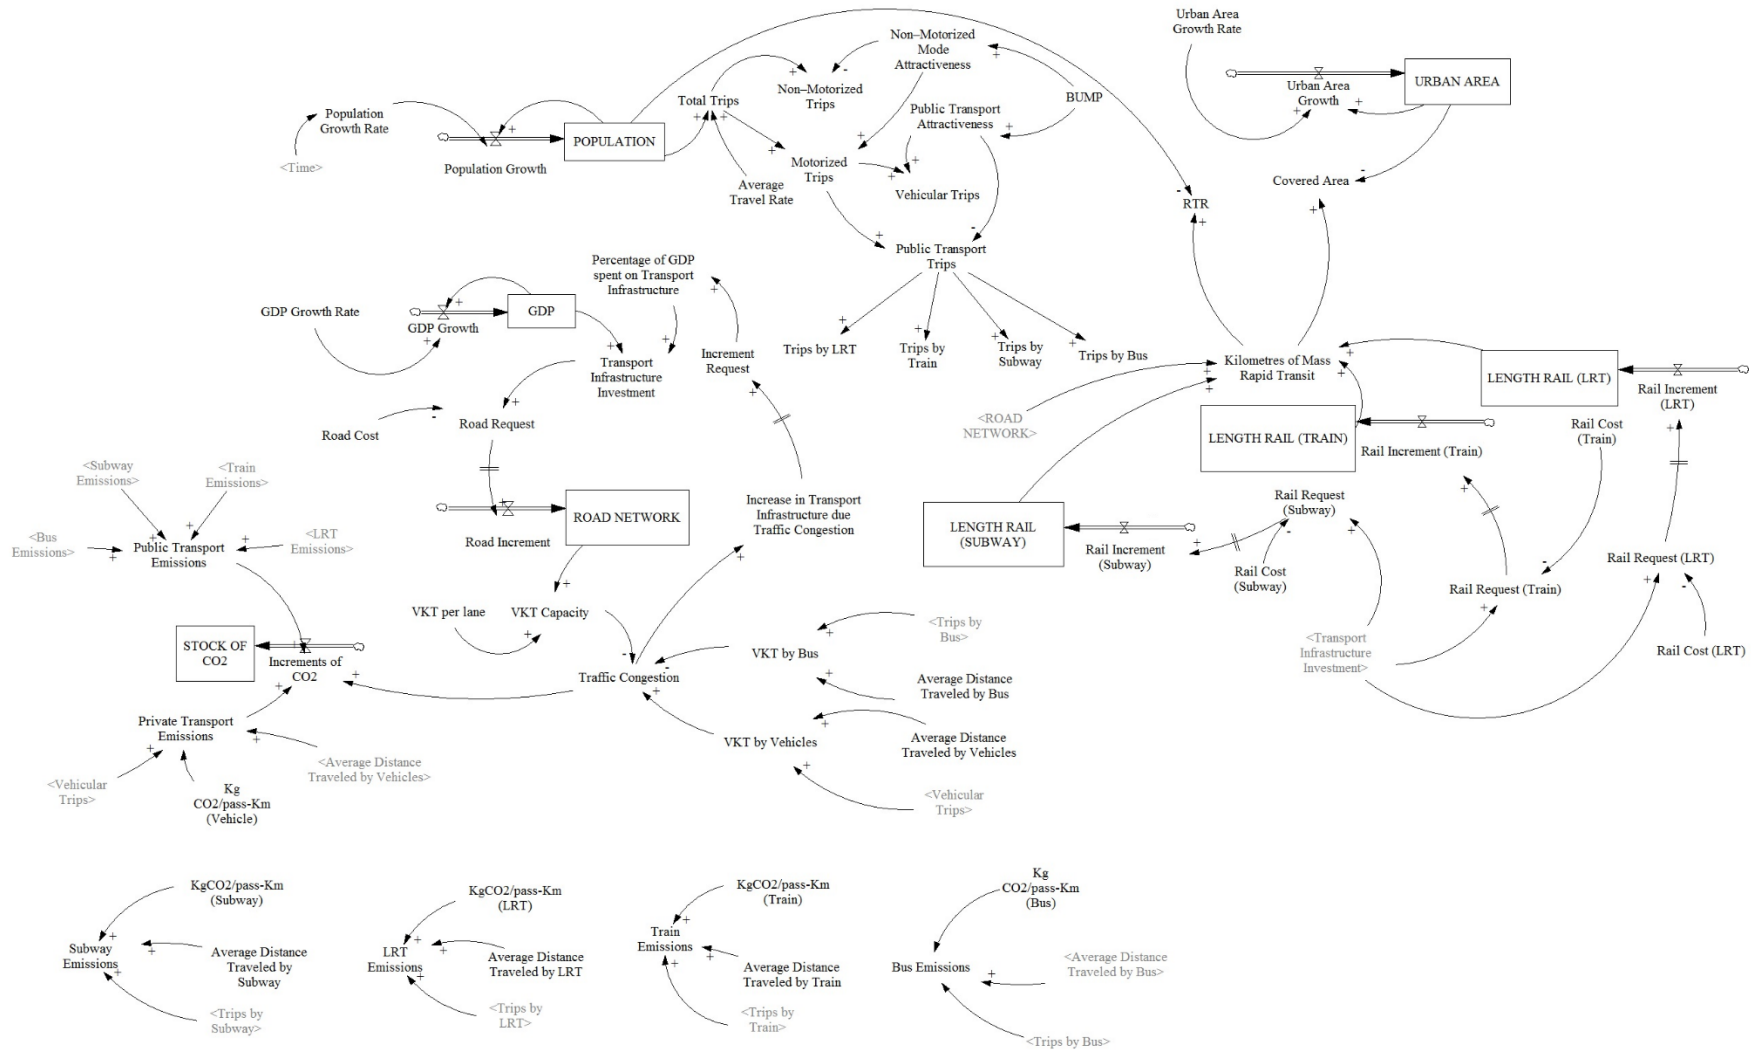 Urban Area
Growth Rate
Non–Motorized
Mode
Attractiveness
URBAN AREA
Urban Area
Growth
Non–Motorized
Trips
Total Trips
BUMP
Public Transport
Attractiveness
Population
Growth Rate
POPULATION
<Time>
Population Growth
Motorized
Trips
Average
Travel Rate
Vehicular Trips
Covered Area
RTR
Public Transport
Trips
Percentage of GDP
spent on Transport
Infrastructure
GDP Growth Rate
GDP
GDP Growth
Trips by LRT
Trips by
Train
Trips by
Subway
Trips by Bus
Increment
Request
Transport
Infrastructure
Investment
Kilometres of Mass
Rapid Transit
LENGTH RAIL (LRT)
Rail Increment
(LRT)
Road Cost
Road Request
<ROAD
NETWORK>
LENGTH RAIL (TRAIN)
Rail Increment (Train)
Rail Cost
(Train)
<Subway
Emissions>
<Train
Emissions>
ROAD NETWORK
Road Increment
Increase in Transport
Infrastructure due
Traffic Congestion
LENGTH RAIL
(SUBWAY)
Rail Increment
(Subway)
Rail Request
(Subway)
Rail Cost
(Subway)
<Bus
Emissions>
Public Transport
Emissions
<LRT
Emissions>
Rail Request (LRT)
Rail Request (Train)
VKT per lane
VKT Capacity
<Trips by
Bus>
STOCK OF
CO2
Increments of
CO2
VKT by Bus
<Transport
Infrastructure
Investment>
Rail Cost (LRT)
Traffic Congestion
Average Distance
Traveled by Bus
Private Transport
Emissions
VKT by Vehicles
Average Distance
Traveled by Vehicles
<Average Distance
Traveled by Vehicles>
<Vehicular
Trips>
Kg
CO2/pass-Km
(Vehicle)
<Vehicular
Trips>
KgCO2/pass-Km
(Subway)
Subway
Emissions
Average Distance
Traveled by
Subway
<Trips by
Subway>
KgCO2/pass-Km
(LRT)
LRT
Emissions
Average Distance
Traveled by LRT
<Trips by
LRT>
KgCO2/pass-Km
(Train)
Train
Emissions
Average Distance
Traveled by Train
<Trips by
Train>
Kg
CO2/pass-Km
(Bus)
Bus Emissions
<Average Distance
Traveled by Bus>
<Trips by Bus>